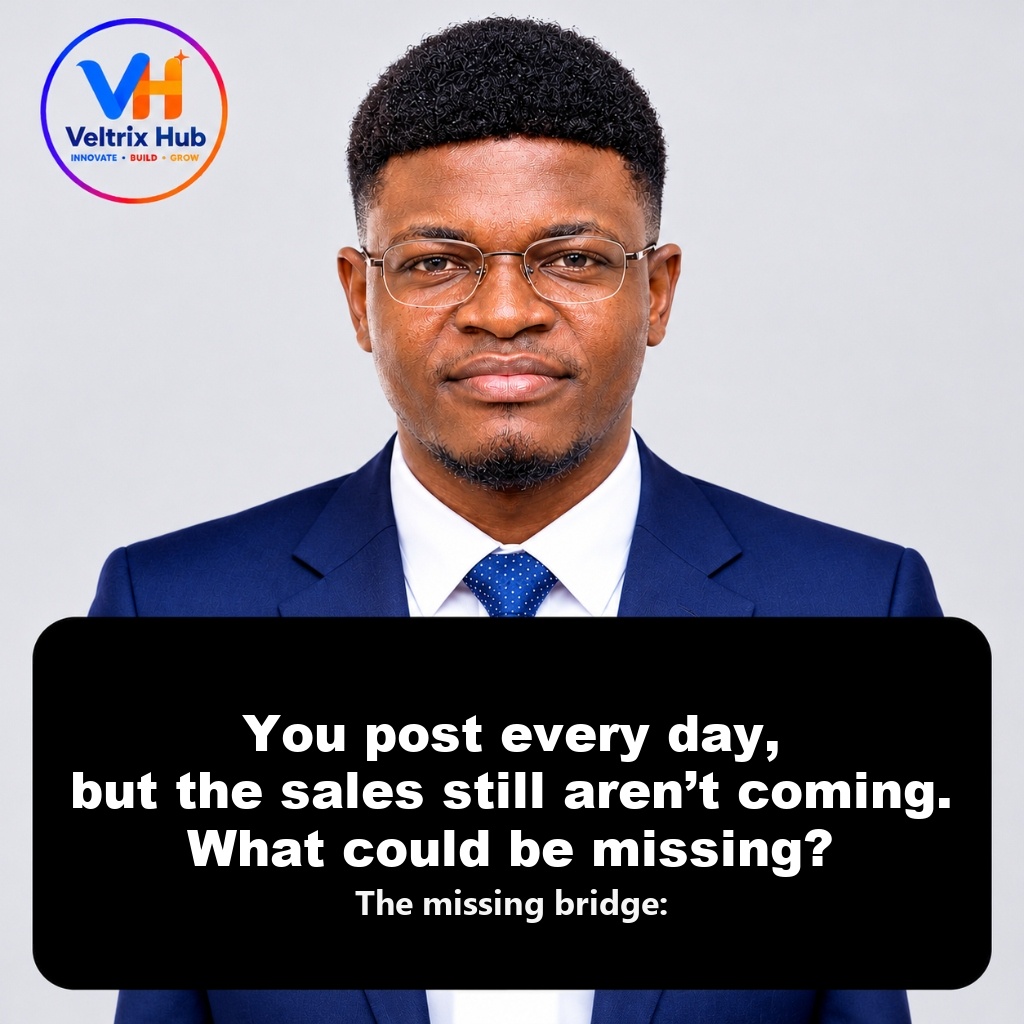 VH
Veltrix Hub
INNOVATE • BUILD • GROW
You post every day,
but the sales still aren’t coming.
What could be missing?
The missing bridge: